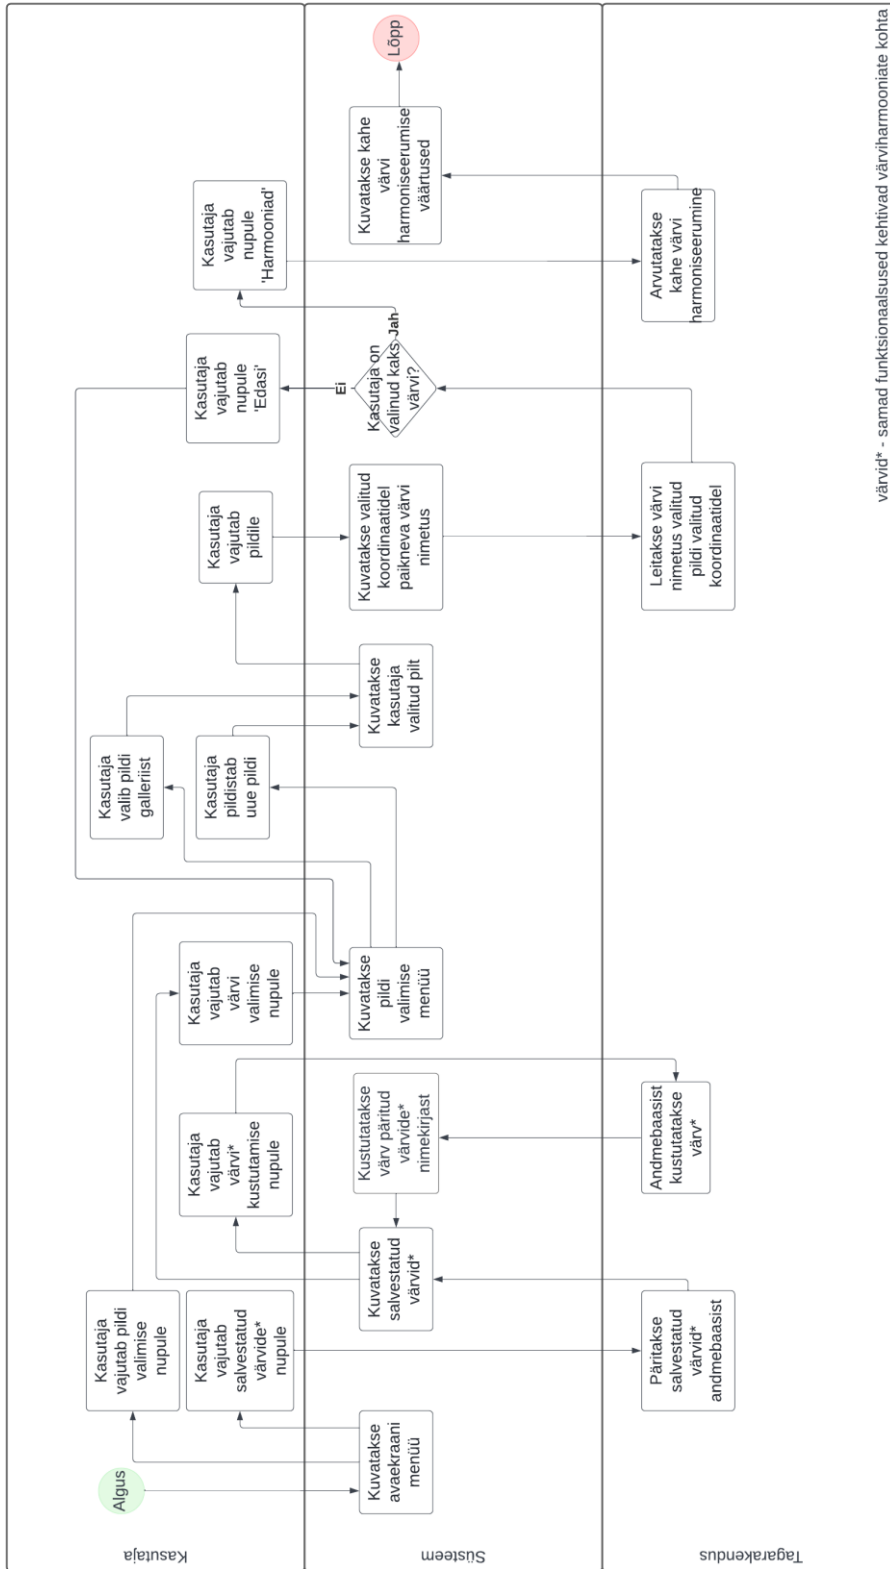 Kasutaja
Süsteem
Tagarakendus
Algus
Kuvatakse
avaekraani
menüü
Kasutaja
vajutab pildi
valimise
nupule
Kasutaja
vajutab
salvestatud
värvide*
nupule
Päritakse
salvestatud
värvid*
andmebaasist
Kuvatakse
salvestatud
värvid*
Kasutaja
vajutab
värvi*
kustutamise
nupule
Kustutatakse
värv päritud
värvide*
nimekirjast
Andmebaasist
kustutatakse
värv*
Kasutaja
vajutab
värvi
valimise
nupule
Kuvatakse
pildi
valimise
menüü
Kasutaja
valib pildi
galleriist
Kasutaja
pildistab
uue pildi
Kuvatakse
kasutaja
valitud pilt
Kasutaja
vajutab
pildile
Kuvatakse valitud
koordinaatidel
paikneva värvi
nimetus
Leitakse värvi
nimetus valitud
pildi valitud
koordinaatidel
Kasutaja on
valinud kaks
värvi?
Ei
Jah
Kasutaja
vajutab
nupule
'Edasi'
Kasutaja
vajutab
nupule
'Harmooniad'
Arvutatakse
kahe värvi
harmoniseerumine
Kuvatakse kahe
värvi
harmoniseerumise
väärtused
Lõpp
värvid* - samad funktsionaalsused kehtivad värviharmooniate kohta